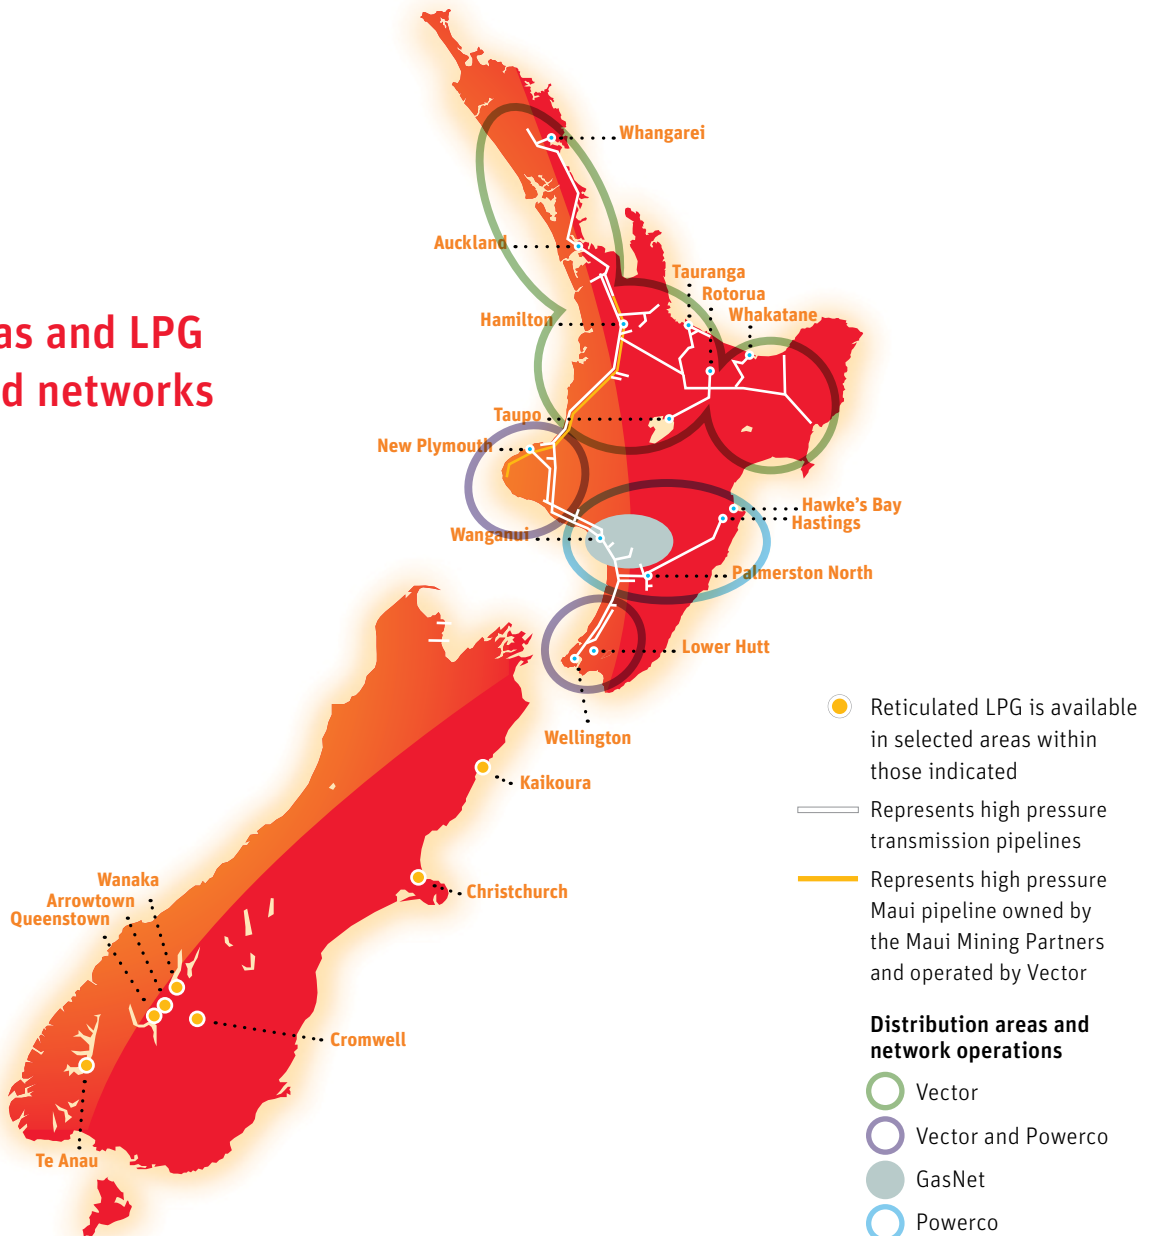 as and LPG
d networks
Whangarei
Auckland
Tauranga
Rotorua
Whakatane
Hamilton
Taupo
New Plymouth
Hawke's Bay
Hastings
Wanganui
Palmerston North
Lower Hutt
Wellington
Kaikoura
Christchurch
Wanaka
Arrowtown
Queenstown
Cromwell
Te Anau
Reticulated LPG is available
in selected areas within
those indicated
Represents high pressure
transmission pipelines
Represents high pressure
Maui pipeline owned by
the Maui Mining Partners
and operated by Vector
Distribution areas and
network operations
Vector
Vector and Powerco
GasNet
Powerco